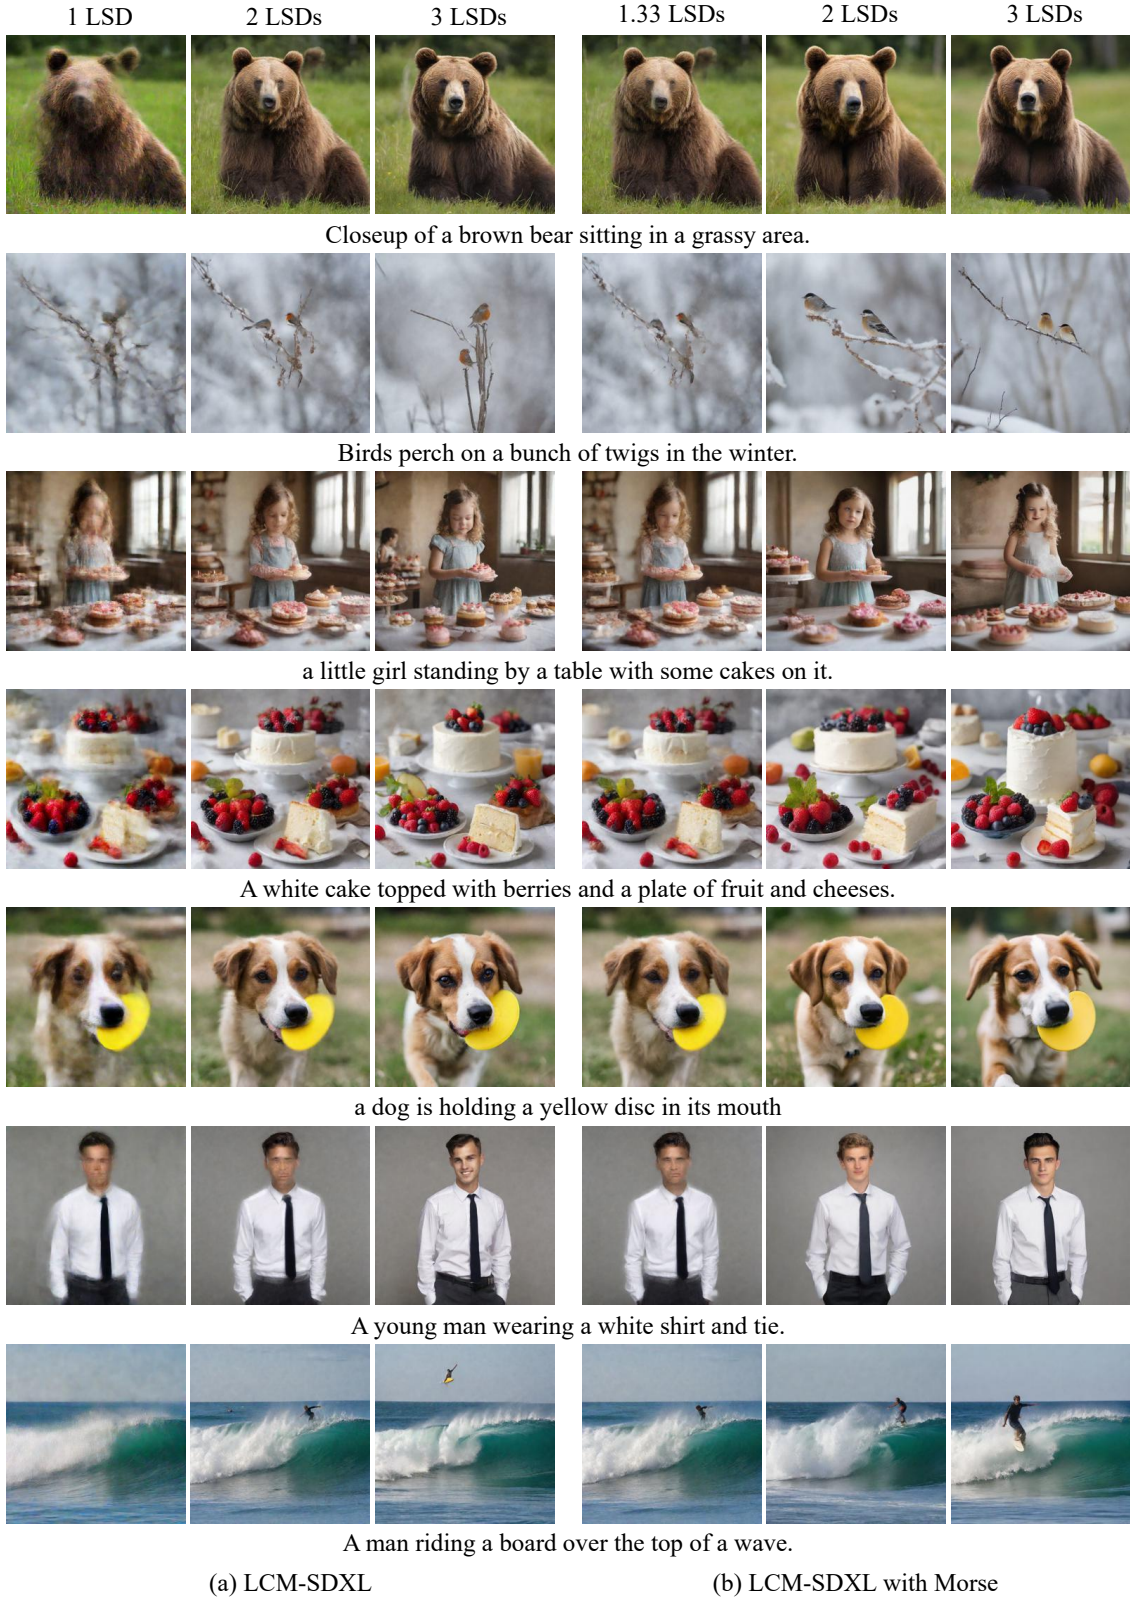 1 LSD 2 LSDs 3 LSDs 1.33 LSDs 2 LSDs 3 LSDs
Closeup of a brown bear sitting in a grassy area.
Birds perch on a bunch of twigs in the winter.
a little girl standing by a table with some cakes on it.
A white cake topped with berries and a plate of fruit and cheeses.
a dog is holding a yellow disc in its mouth
A young man wearing a white shirt and tie.
A man riding a board over the top of a wave.
(a) LCM-SDXL (b) LCM-SDXL with Morse